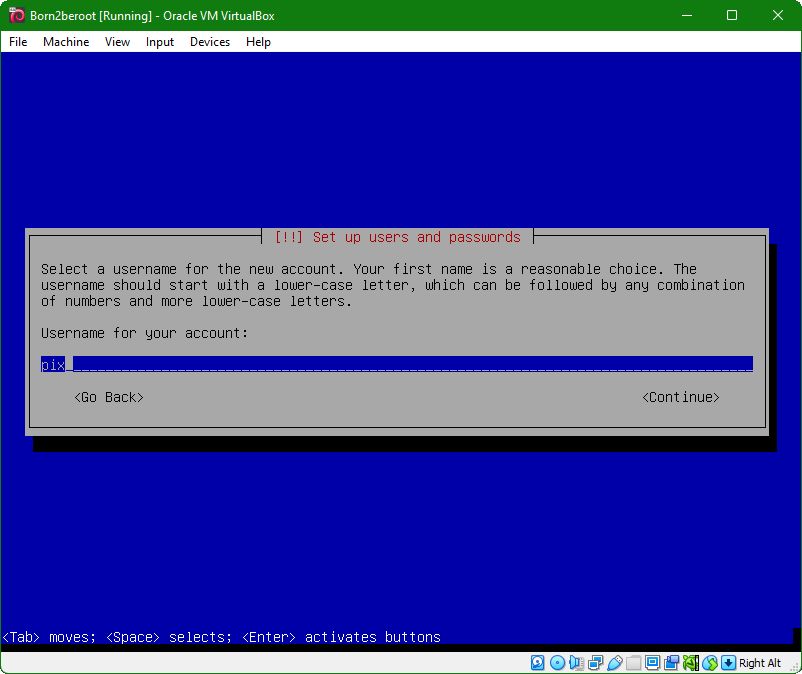 Born2beroot [Running] - Oracle VM VirtualBox
File Machine View Input Devices Help
[!!] Set up users and passwords
Select a username for the new account. Your first name is a reasonable choice. The
username should start with a lower-case letter, which can be followed by any combination
of numbers and more lower-case letters.
Username for your account:
pix
<Go Back> <Continue>
<Tab> moves; <Space> selects; <Enter> activates buttons
Right Alt